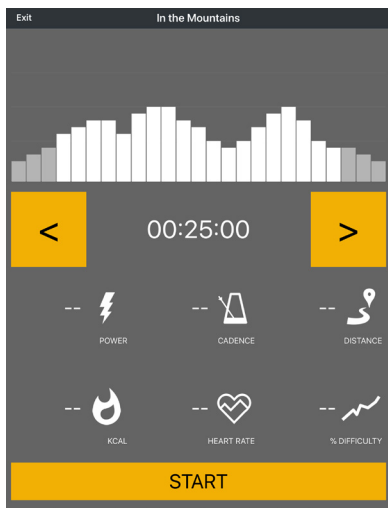 Exit In the Mountains
< 00:25:00 >
-- -- --
POWER CADENCE DISTANCE
-- -- --
KCAL HEART RATE % DIFFICULTY
START